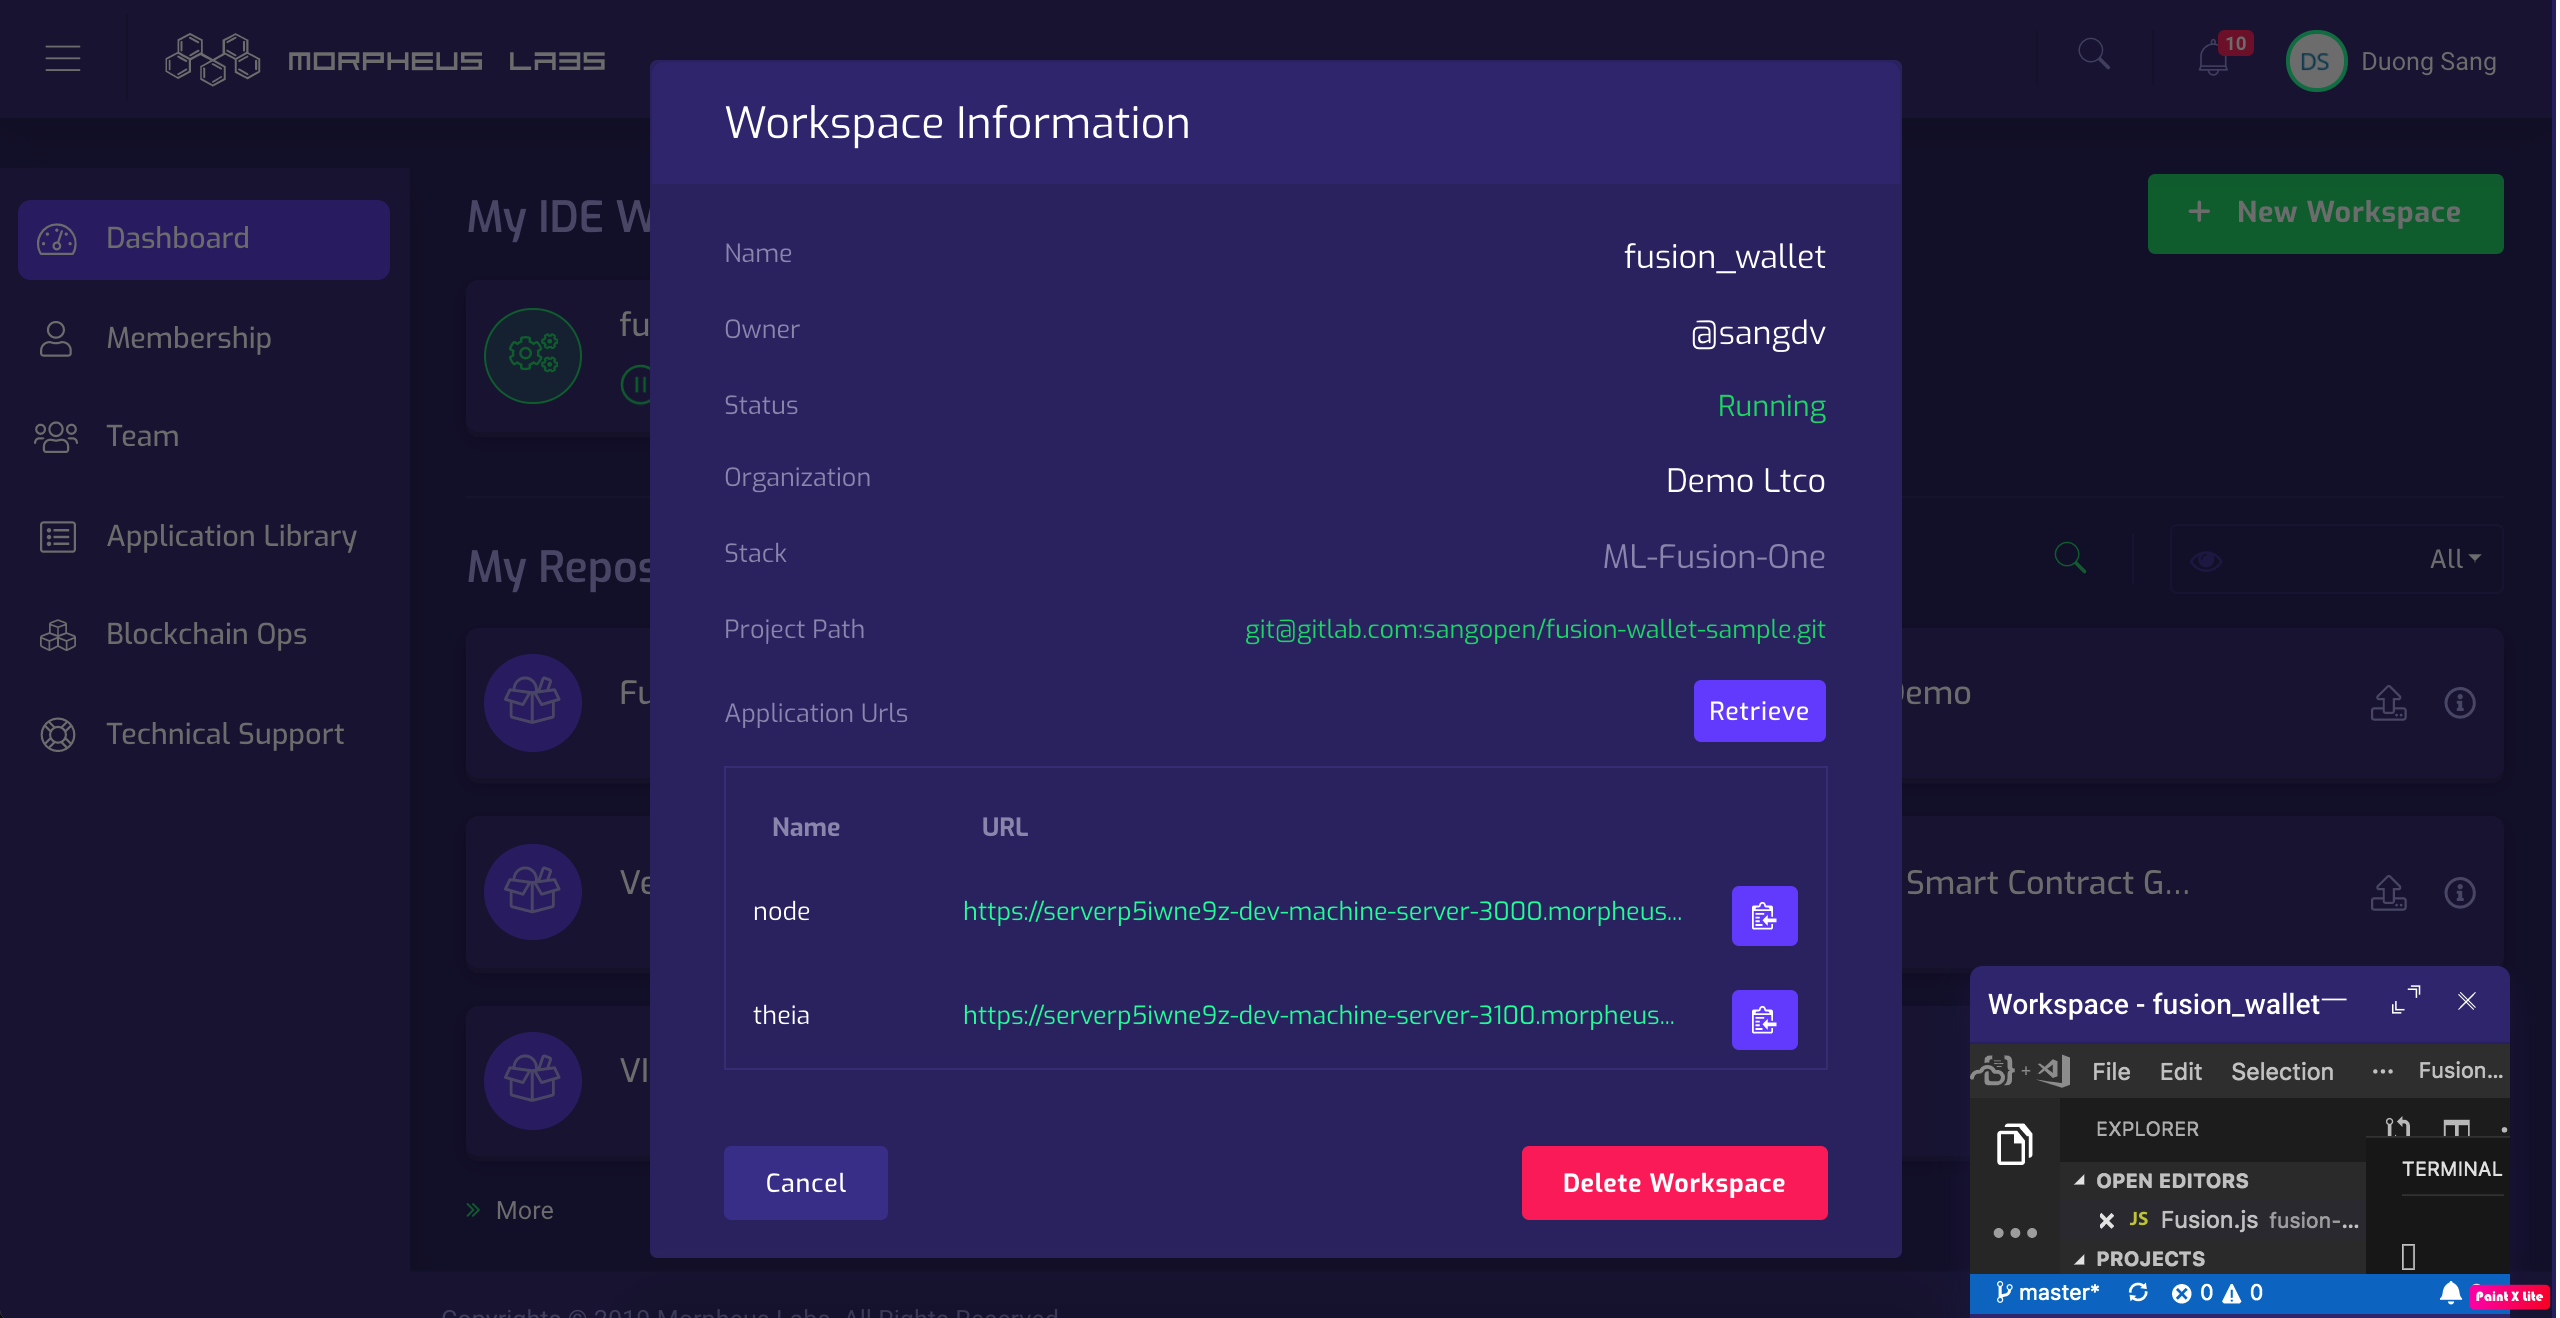 MORPHEUS LABS
10
DS
Duong Sang
Dashboard
Membership
Team
Application Library
Blockchain Ops
Technical Support
My IDE W
New Workspace
fu
My Repos
All
Fu
Demo
Ve
Smart Contract G...
VI
More
Workspace Information
Name
fusion_wallet
Owner
@sangdv
Status
Running
Organization
Demo Ltco
Stack
ML-Fusion-One
Project Path
git@gitlab.com:sangopen/fusion-wallet-sample.git
Application Urls
Retrieve
Name URL
node https://serverp5iwne9z-dev-machine-server-3000.morpheus...
theia https://serverp5iwne9z-dev-machine-server-3100.morpheus...
Cancel
Delete Workspace
Workspace - fusion_wallet
File Edit Selection ... Fusion...
EXPLORER
TERMINAL
OPEN EDITORS
JS Fusion.js fusion-...
PROJECTS
master* 0 0
Paint X Lite
Copyrights © 2019 Morpheus Labs. All Rights Reserved